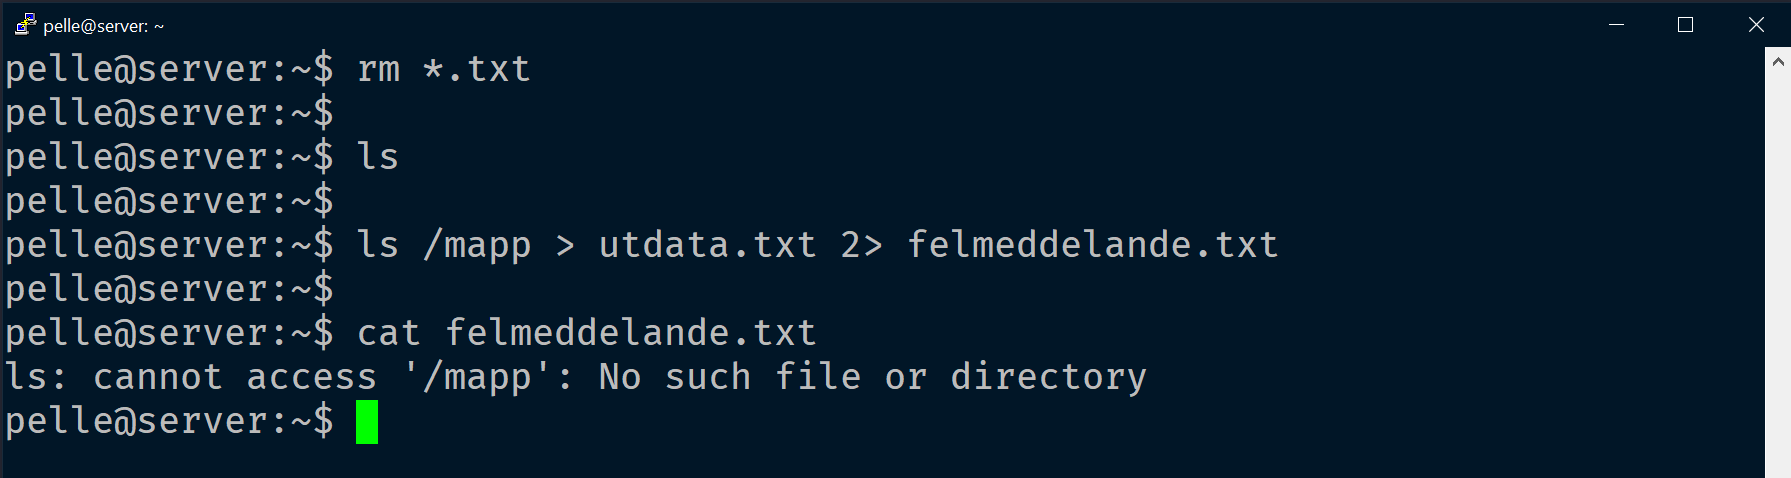 pelle@server: ~
pelle@server:~$ rm *.txt
pelle@server:~$
pelle@server:~$ ls
pelle@server:~$
pelle@server:~$ ls /mapp > utdata.txt 2> felmeddelande.txt
pelle@server:~$
pelle@server:~$ cat felmeddelande.txt
ls: cannot access '/mapp': No such file or directory
pelle@server:~$